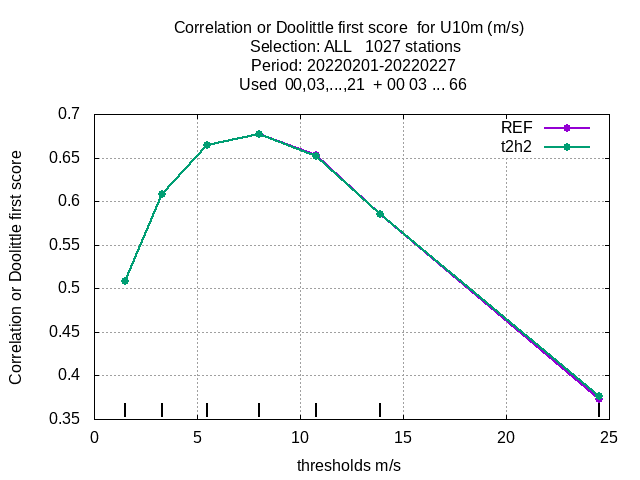 Correlation or Doolittle first score  for U10m (m/s)
Selection: ALL   1027 stations
Period: 20220201-20220227
Used  00,03,...,21  + 00 03 ... 66
REF
t2h2
0.7
0.65
0.6
0.55
0.5
0.45
0.4
0.35
Correlation or Doolittle first score
0 5 10 15 20 25
thresholds m/s